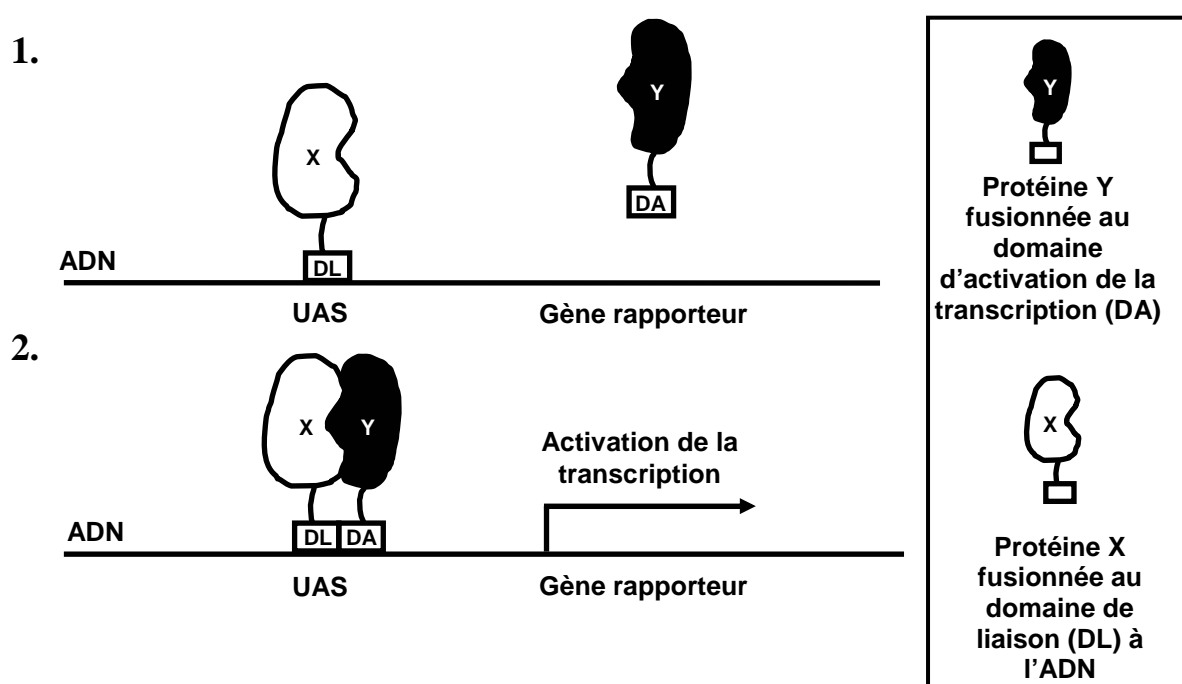 1.
X
Y
DA
DL
ADN
UAS
Gène rapporteur
2.
X
Y
Activation de la
transcription
ADN
DL
DA
UAS
Gène rapporteur
Y
Protéine Y
fusionnée au
domaine
d’activation de la
transcription (DA)
X
Protéine X
fusionnée au
domaine de
liaison (DL) à
l’ADN